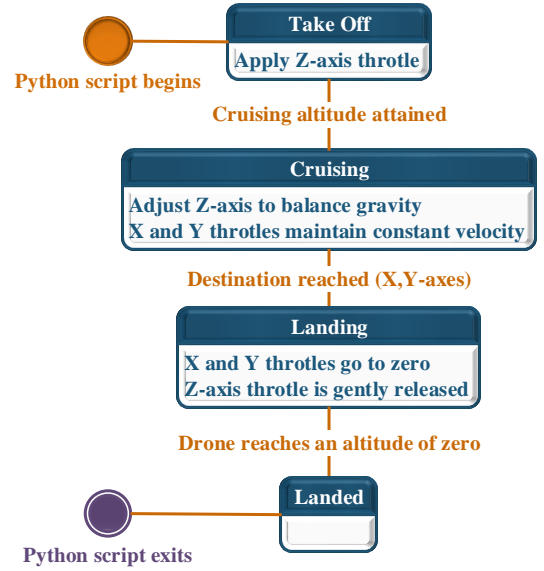 Take Off
Apply Z-axis throtle
Python script begins
Cruising altitude attained
Cruising
Adjust Z-axis to balance gravity
X and Y throtles maintain constant velocity
Destination reached (X,Y-axes)
Landing
X and Y throtles go to zero
Z-axis throtle is gently released
Drone reaches an altitude of zero
Landed
Python script exits